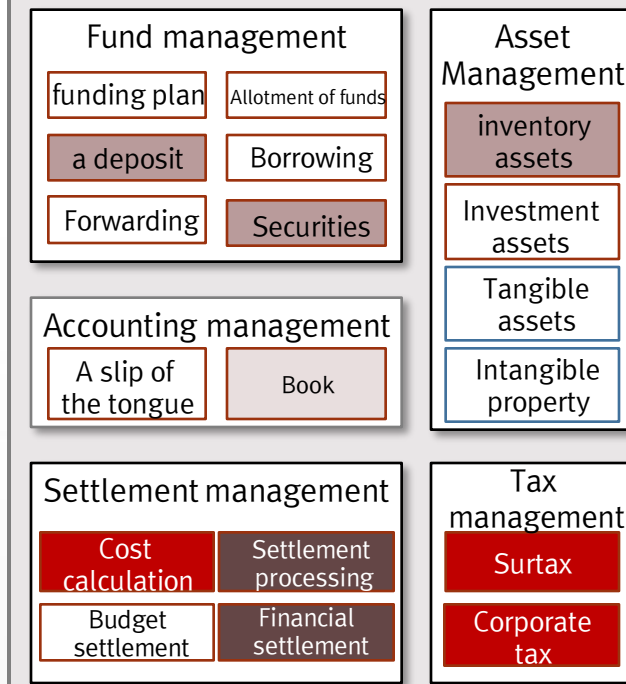 Fund management
funding plan
Allotment of funds
a deposit
Borrowing
Forwarding
Securities
Asset
Management
inventory
assets
Investment
assets
Tangible
assets
Intangible
property
Accounting management
A slip of
the tongue
Book
Settlement management
Cost
calculation
Settlement
processing
Budget
settlement
Financial
settlement
Tax
management
Surtax
Corporate
tax